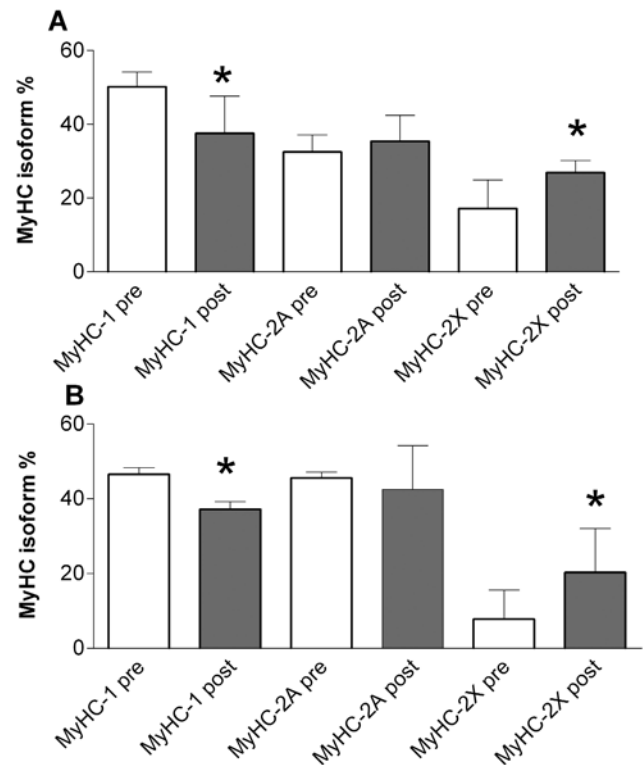 A
60
40
20
0
MyHC isoform %
*
*
MyHC-1 pre
MyHC-1 post
MyHC-2A pre
MyHC-2A post
MyHC-2X pre
MyHC-2X post
B
60
40
20
0
MyHC isoform %
*
*
MyHC-1 pre
MyHC-1 post
MyHC-2A pre
MyHC-2A post
MyHC-2X pre
MyHC-2X post